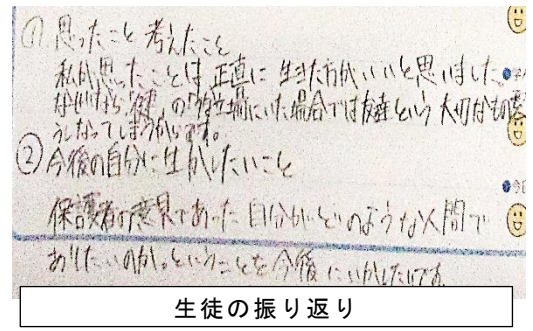 ① 思ったこと 考えたこと
私が思ったことは 正直に 生きた方がいいと思いました。
なぜなら「健」の 立場にいた場合では友達という 大切なものを
うしなってしまうからです。
② 今後の自分に生かしたいこと
保護者の意見であった 自分がどのような人間で
ありたいのか。ということを今後 にいかしたいです。
生徒の振り返り